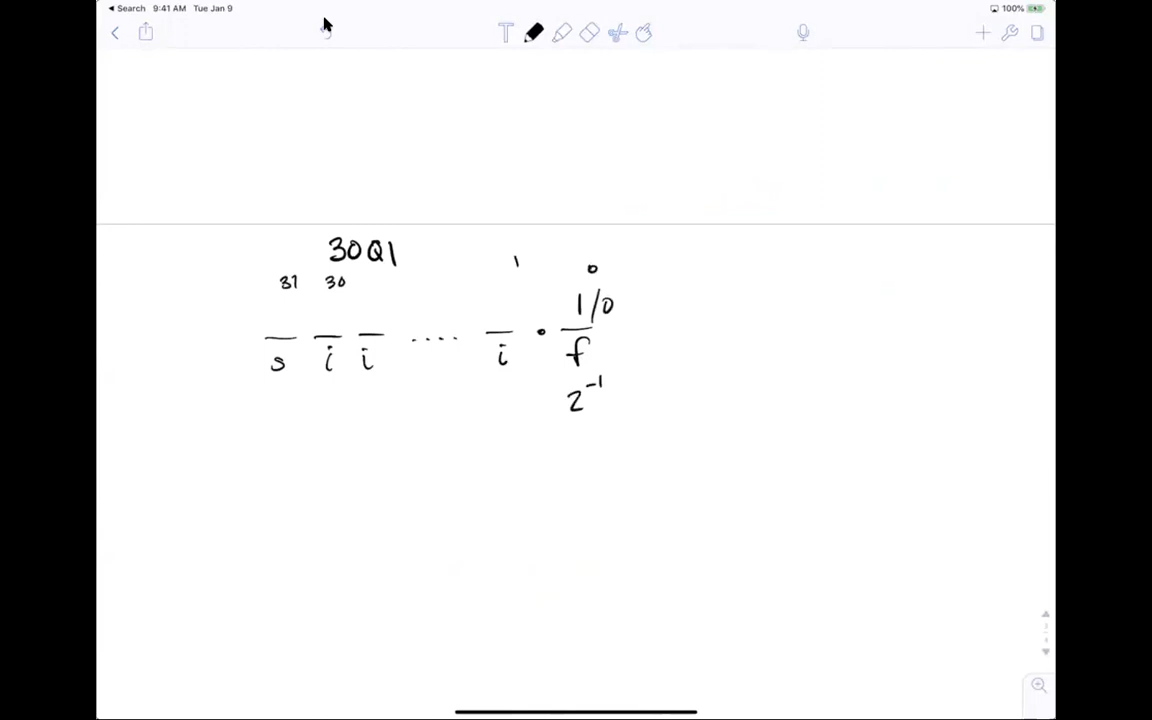 Search 9:41 AM Tue Jan 9 100%
T
30Q1
31 30 1 0
1/0
s i i .... i . f
2^-1